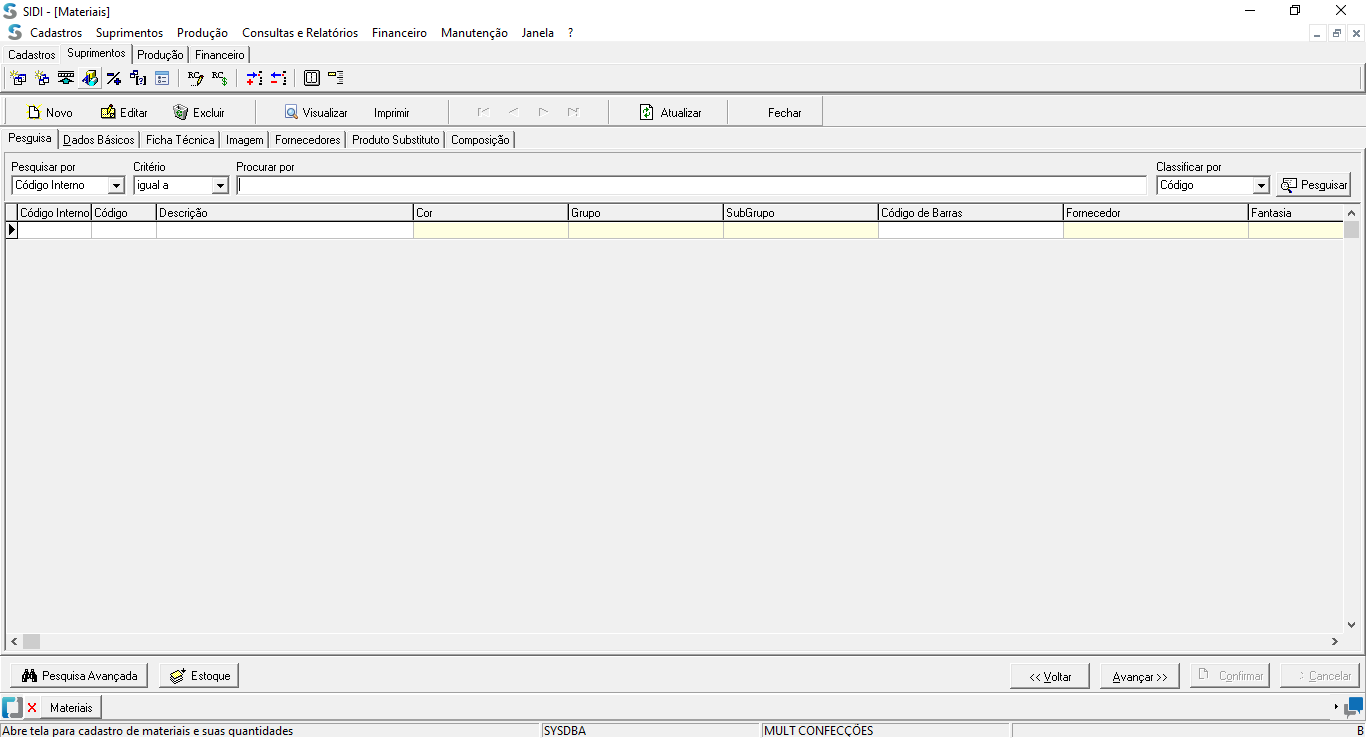 SIDI - [Materiais]
Cadastros Suprimentos Produção Consultas e Relatórios Financeiro Manutenção Janela ?
Cadastros Suprimentos Produção Financeiro
Novo Editar Excluir Visualizar Imprimir Atualizar Fechar
Pesquisa Dados Básicos Ficha Técnica Imagem Fornecedores Produto Substituto Composição
Pesquisar por Critério Procurar por Classificar por
Código Interno igual a Código Pesquisar
Código Interno Código Descrição Cor Grupo SubGrupo Código de Barras Fornecedor Fantasia
Pesquisa Avançada Estoque << Voltar Avançar >> Confirmar Cancelar
Materiais
Abre tela para cadastro de materiais e suas quantidades SYSDBA MULT CONFECÇÕES B